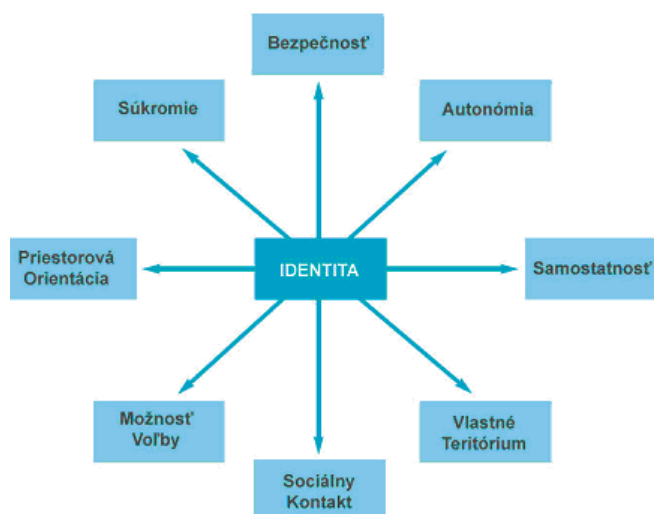 Bezpečnosť
Súkromie
Autonómia
Priestorová
Orientácia
IDENTITA
Samostatnosť
Možnosť
Voľby
Vlastné
Teritórium
Sociálny
Kontakt